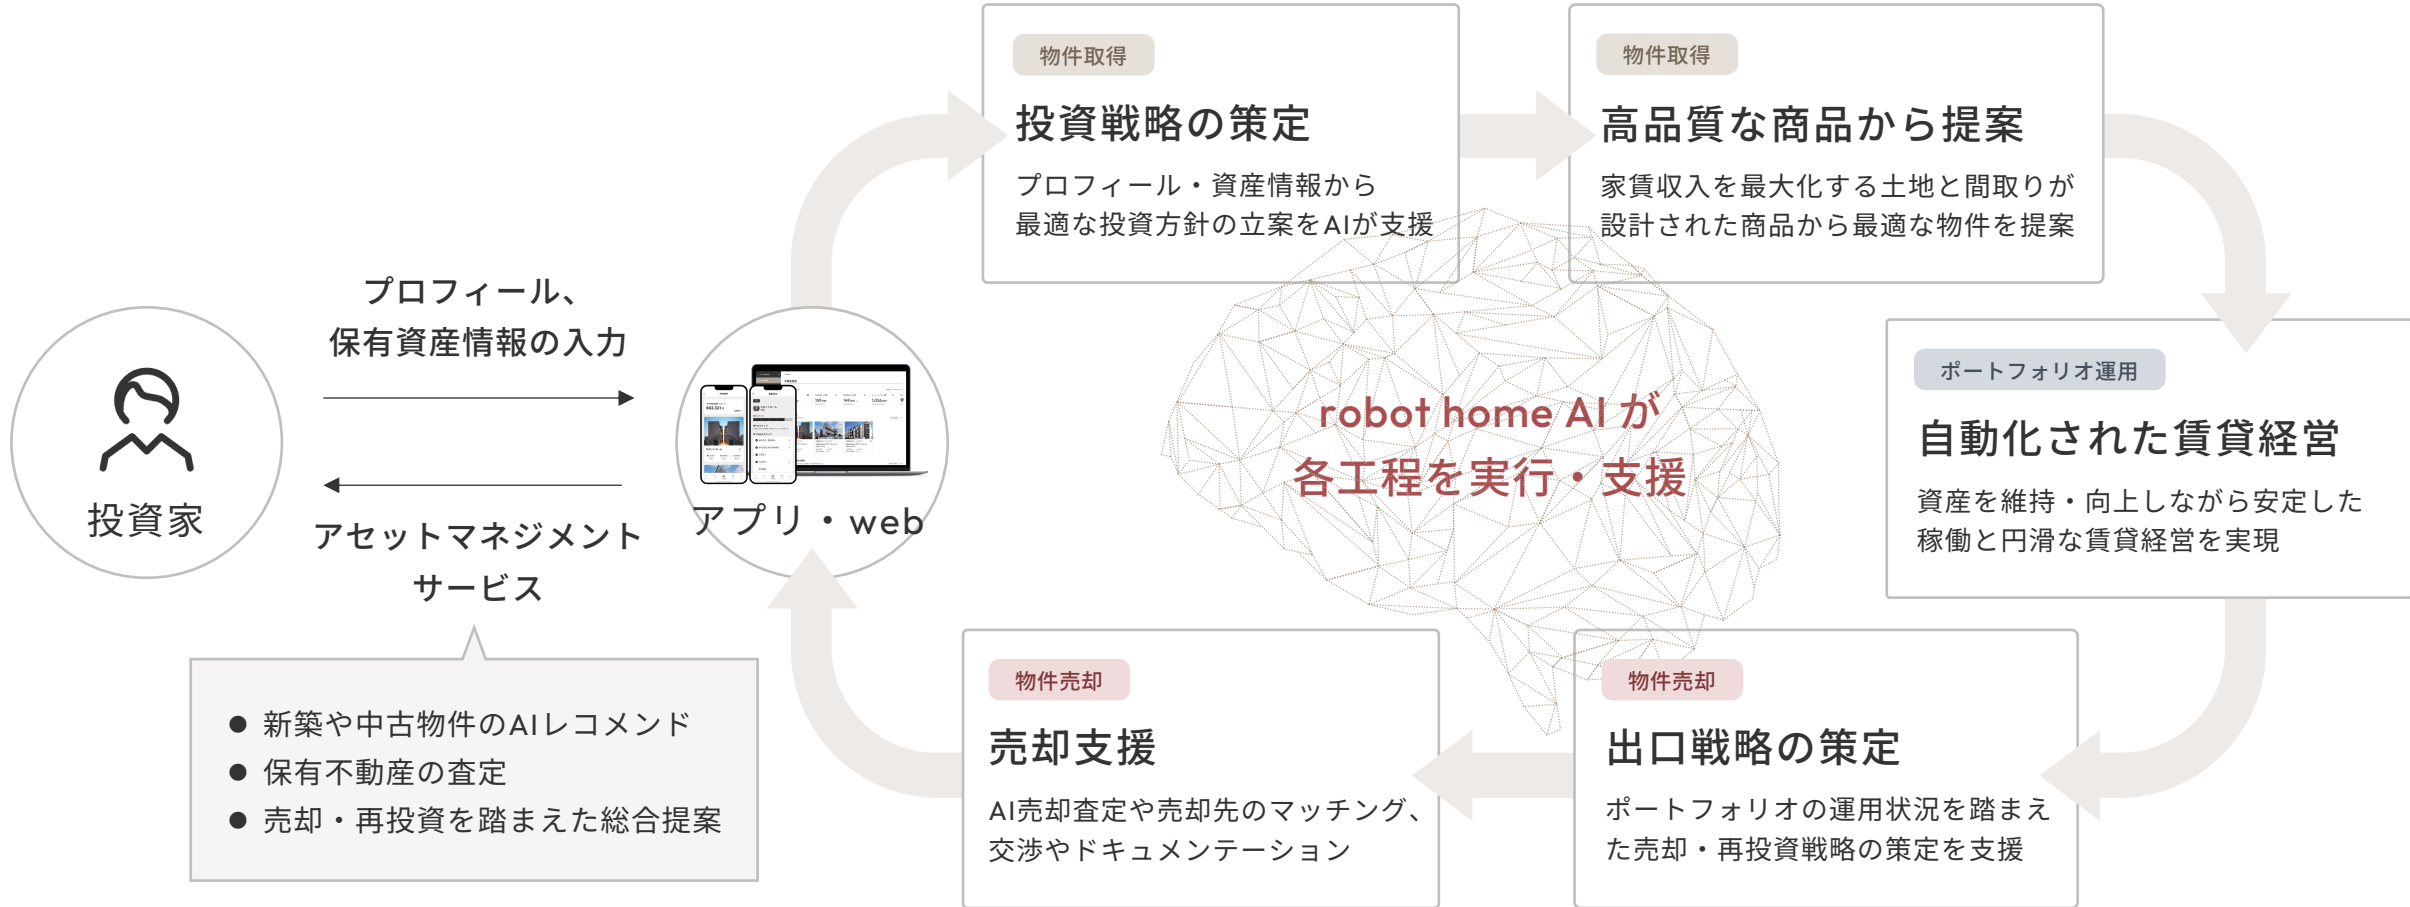 プロフィール、
保有資産情報の入力
投資家
アセットマネジメント
サービス
新築や中古物件のAIレコメンド
保有不動産の査定
売却・再投資を踏まえた総合提案
アプリ・web
物件取得
投資戦略の策定
プロフィール・資産情報から
最適な投資方針の立案をAIが支援
物件取得
高品質な商品から提案
家賃収入を最大化する土地と間取りが
設計された商品から最適な物件を提案
robot home AI が
各工程を実行・支援
ポートフォリオ運用
自動化された賃貸経営
資産を維持・向上しながら安定した
稼働と円滑な賃貸経営を実現
物件売却
出口戦略の策定
ポートフォリオの運用状況を踏まえ
た売却・再投資戦略の策定を支援
物件売却
売却支援
AI売却査定や売却先のマッチング、
交渉やドキュメンテーション